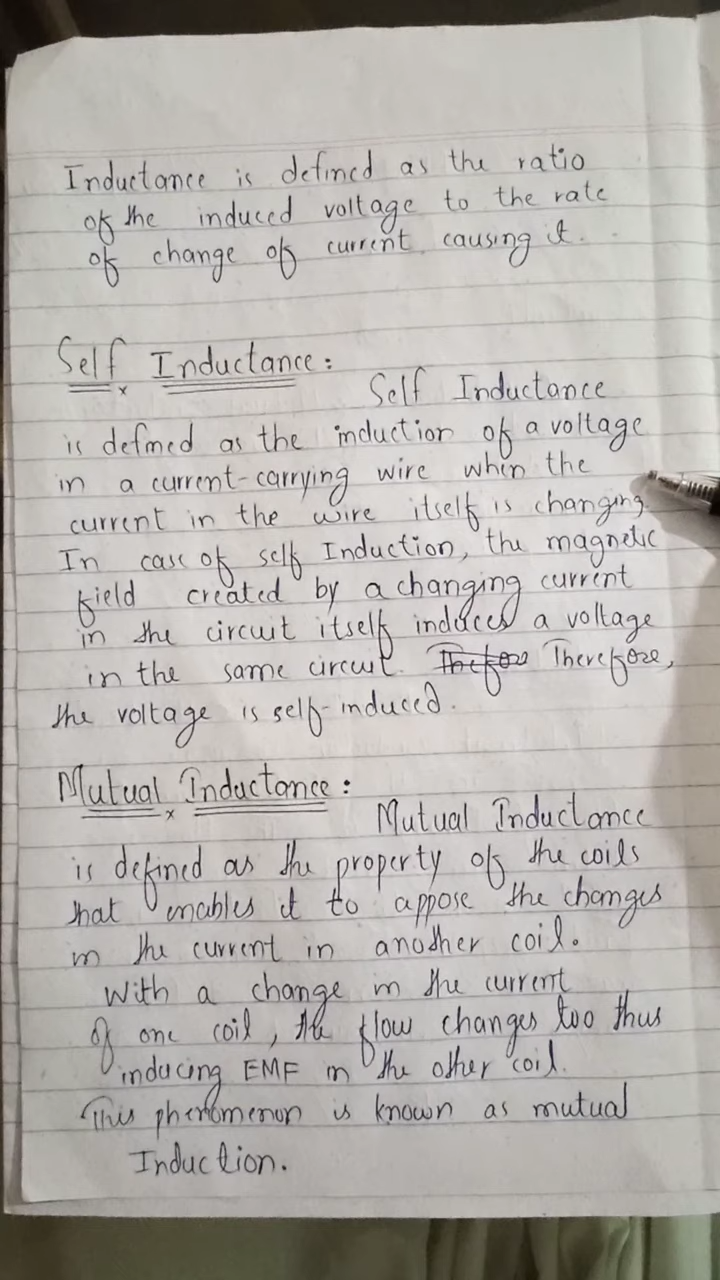 Inductance is defined as the ratio
of the induced voltage to the rate
of change of current causing it.
Self Inductance:
Self Inductance
is defined as the induction of a voltage
in a current-carrying wire when the
current in the wire itself is changing.
In case of self Induction, the magnetic
field created by a changing current
in the circuit itself induces a voltage
in the same circuit. Therefore,
the voltage is self-induced.
Mutual Inductance:
Mutual Inductance
is defined as the property of the coils
that enables it to appose the changes
in the current in another coil.
With a change in the current
of one coil, the flow changes too thus
inducing EMF in the other coil.
This phenomenon is known as mutual
Induction.